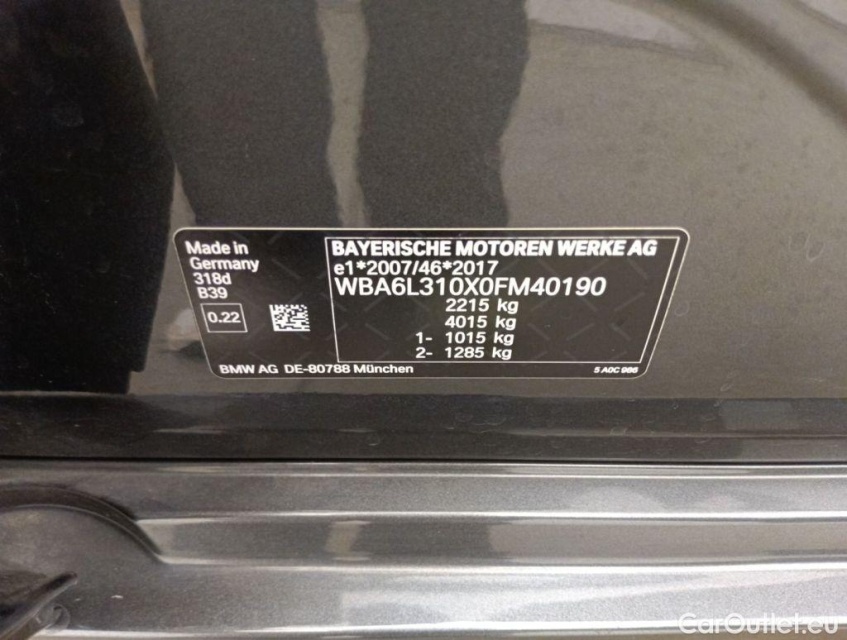 Made in
Germany
318d
B39
0.22
BAYERISCHE MOTOREN WERKE AG
e1*2007/46*2017
WBA6L310X0FM40190
2215 kg
4015 kg
1- 1015 kg
2- 1285 kg
BMW AG DE-80788 München
5 A0C 986
CarOutlet.eu